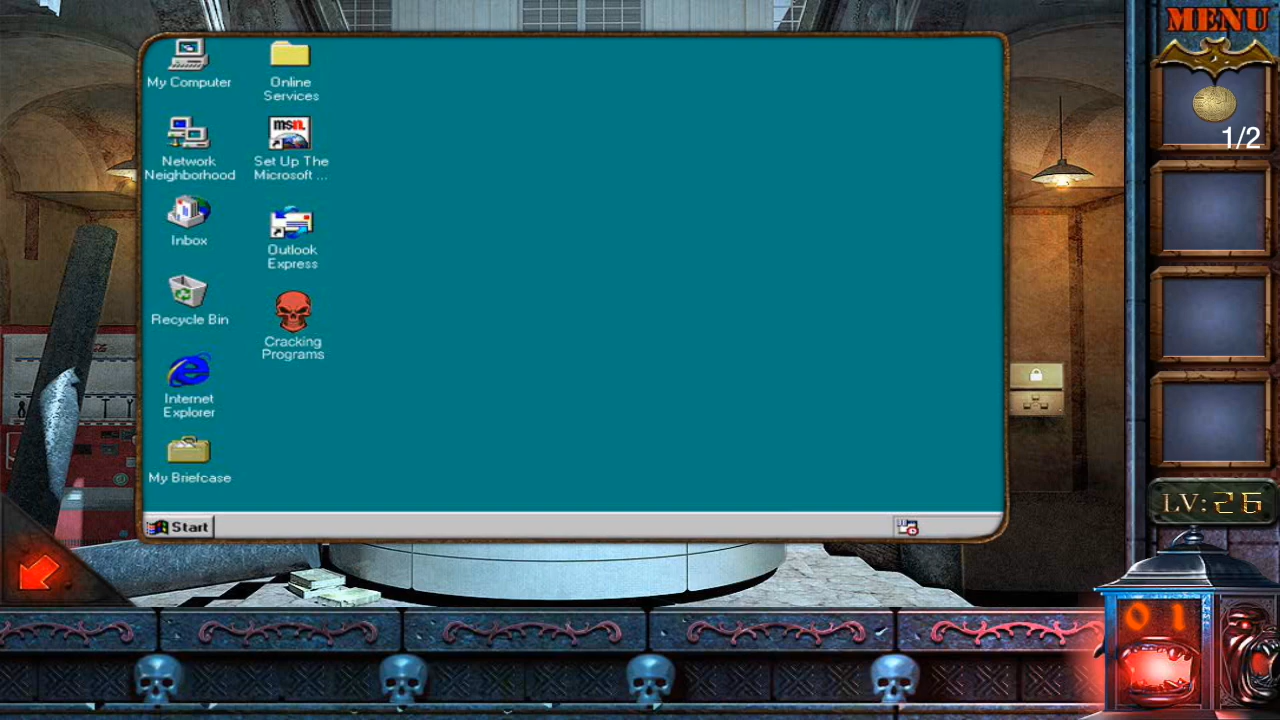 MENU
My Computer
Online
Services
1/2
msn.
Network
Neighborhood
Set Up The
Microsoft ...
Inbox
Outlook
Express
Recycle Bin
Cracking
Programs
Internet
Explorer
My Briefcase
LV: 26
Start
01